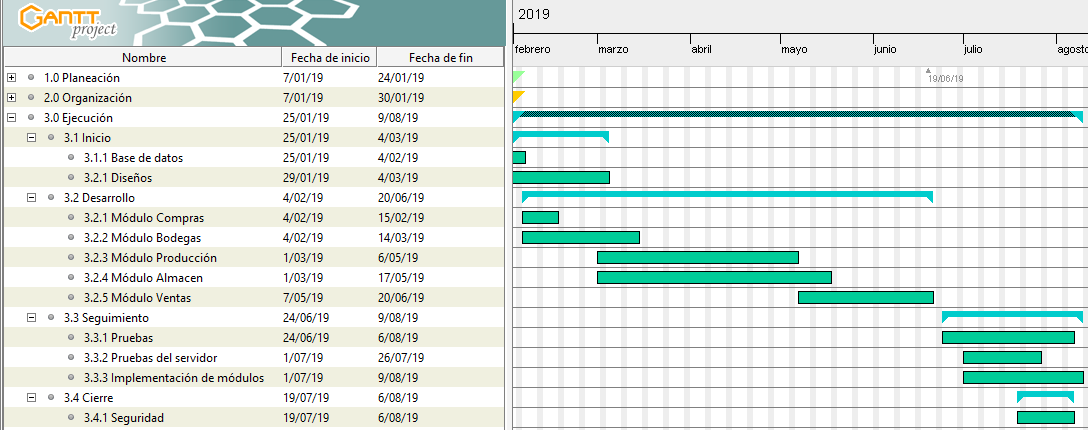 GANTT
project
2019
febrero marzo abril mayo junio julio agosto
Nombre Fecha de inicio Fecha de fin
1.0 Planeación 7/01/19 24/01/19
19/06/19
2.0 Organización 7/01/19 30/01/19
3.0 Ejecución 25/01/19 9/08/19
3.1 Inicio 25/01/19 4/03/19
3.1.1 Base de datos 25/01/19 4/02/19
3.2.1 Diseños 29/01/19 4/03/19
3.2 Desarrollo 4/02/19 20/06/19
3.2.1 Módulo Compras 4/02/19 15/02/19
3.2.2 Módulo Bodegas 4/02/19 14/03/19
3.2.3 Módulo Producción 1/03/19 6/05/19
3.2.4 Módulo Almacen 1/03/19 17/05/19
3.2.5 Módulo Ventas 7/05/19 20/06/19
3.3 Seguimiento 24/06/19 9/08/19
3.3.1 Pruebas 24/06/19 6/08/19
3.3.2 Pruebas del servidor 1/07/19 26/07/19
3.3.3 Implementación de módulos 1/07/19 9/08/19
3.4 Cierre 19/07/19 6/08/19
3.4.1 Seguridad 19/07/19 6/08/19